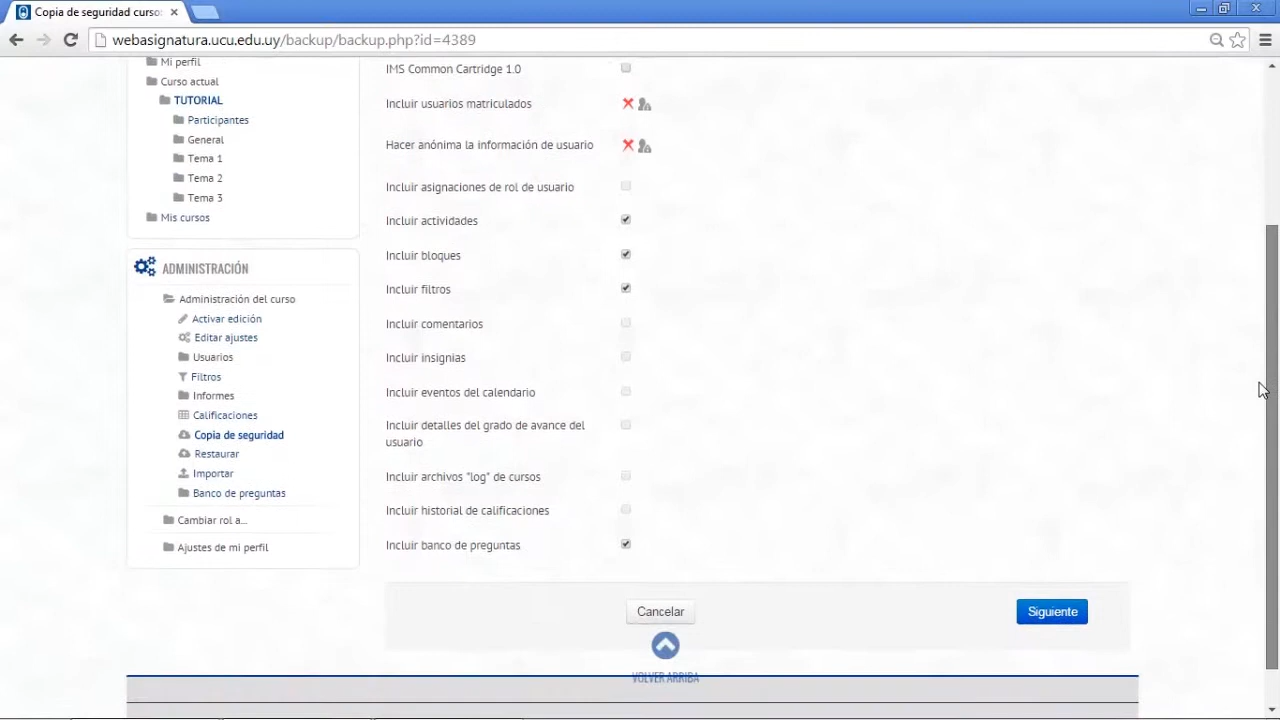 Copia de seguridad curso:
webasignatura.ucu.edu.uy/backup/backup.php?id=4389
Mi perfil
Curso actual
TUTORIAL
Participantes
General
Tema 1
Tema 2
Tema 3
Mis cursos
ADMINISTRACIÓN
Administración del curso
Activar edición
Editar ajustes
Usuarios
Filtros
Informes
Calificaciones
Copia de seguridad
Restaurar
Importar
Banco de preguntas
Cambiar rol a...
Ajustes de mi perfil
IMS Common Cartridge 1.0
Incluir usuarios matriculados
Hacer anónima la información de usuario
Incluir asignaciones de rol de usuario
Incluir actividades
Incluir bloques
Incluir filtros
Incluir comentarios
Incluir insignias
Incluir eventos del calendario
Incluir detalles del grado de avance del
usuario
Incluir archivos "log" de cursos
Incluir historial de calificaciones
Incluir banco de preguntas
Cancelar
Siguiente
VOLVER ARRIBA